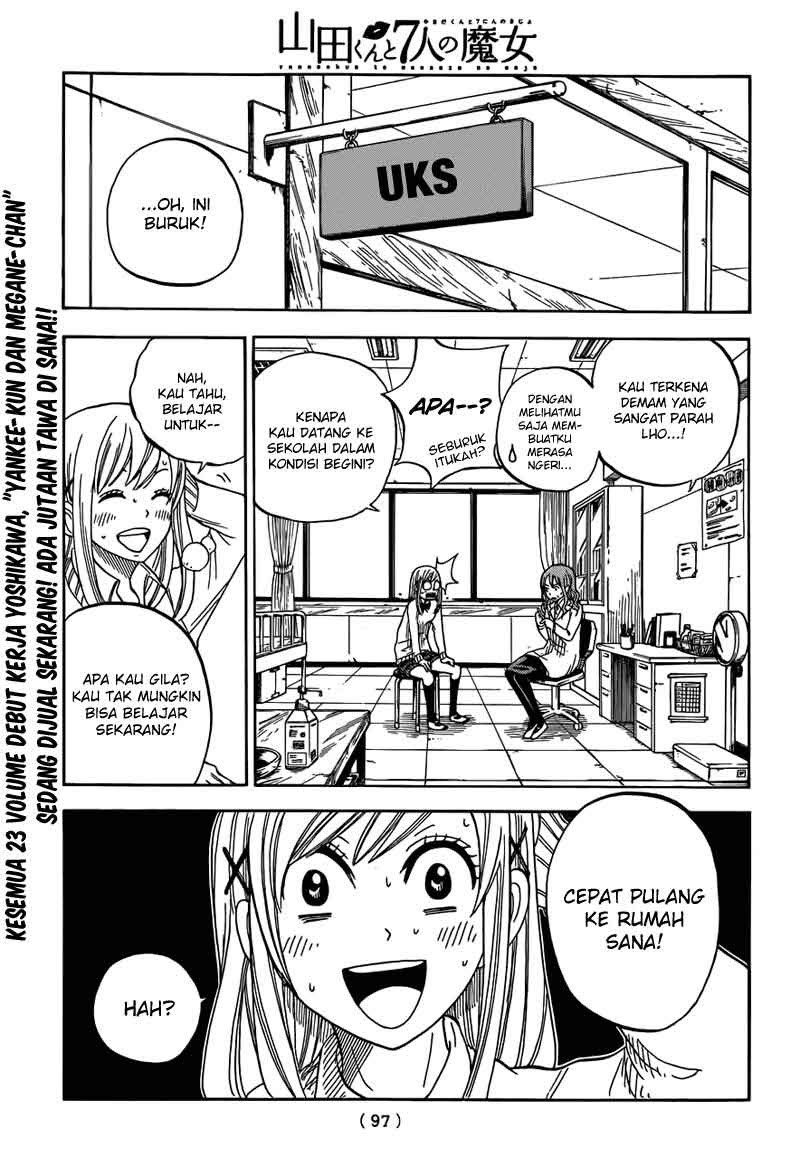 山田くんと7人の魔女
UKS
...OH, INI
BURUK!
KAU TERKENA
DEMAM YANG
SANGAT PARAH
LHO...!
DENGAN
MELIHATMU
SAJA MEM-
BUATKU
MERASA
NGERI...
APA--?
SEBURUK
ITUKAH?
KENAPA
KAU DATANG KE
SEKOLAH DALAM
KONDISI BEGINI?
NAH,
KAU TAHU,
BELAJAR
UNTUK--
APA KAU GILA?
KAU TAK MUNGKIN
BISA BELAJAR
SEKARANG!
CEPAT PULANG
KE RUMAH
SANA!
HAH?
KESEMUA 23 VOLUME DEBUT KERJA YOSHIKAWA, "YANKEE-KUN DAN MEGANE-CHAN"
SEDANG DIJUAL SEKARANG! ADA JUTAAN TAWA DI SANA!!
( 97 )